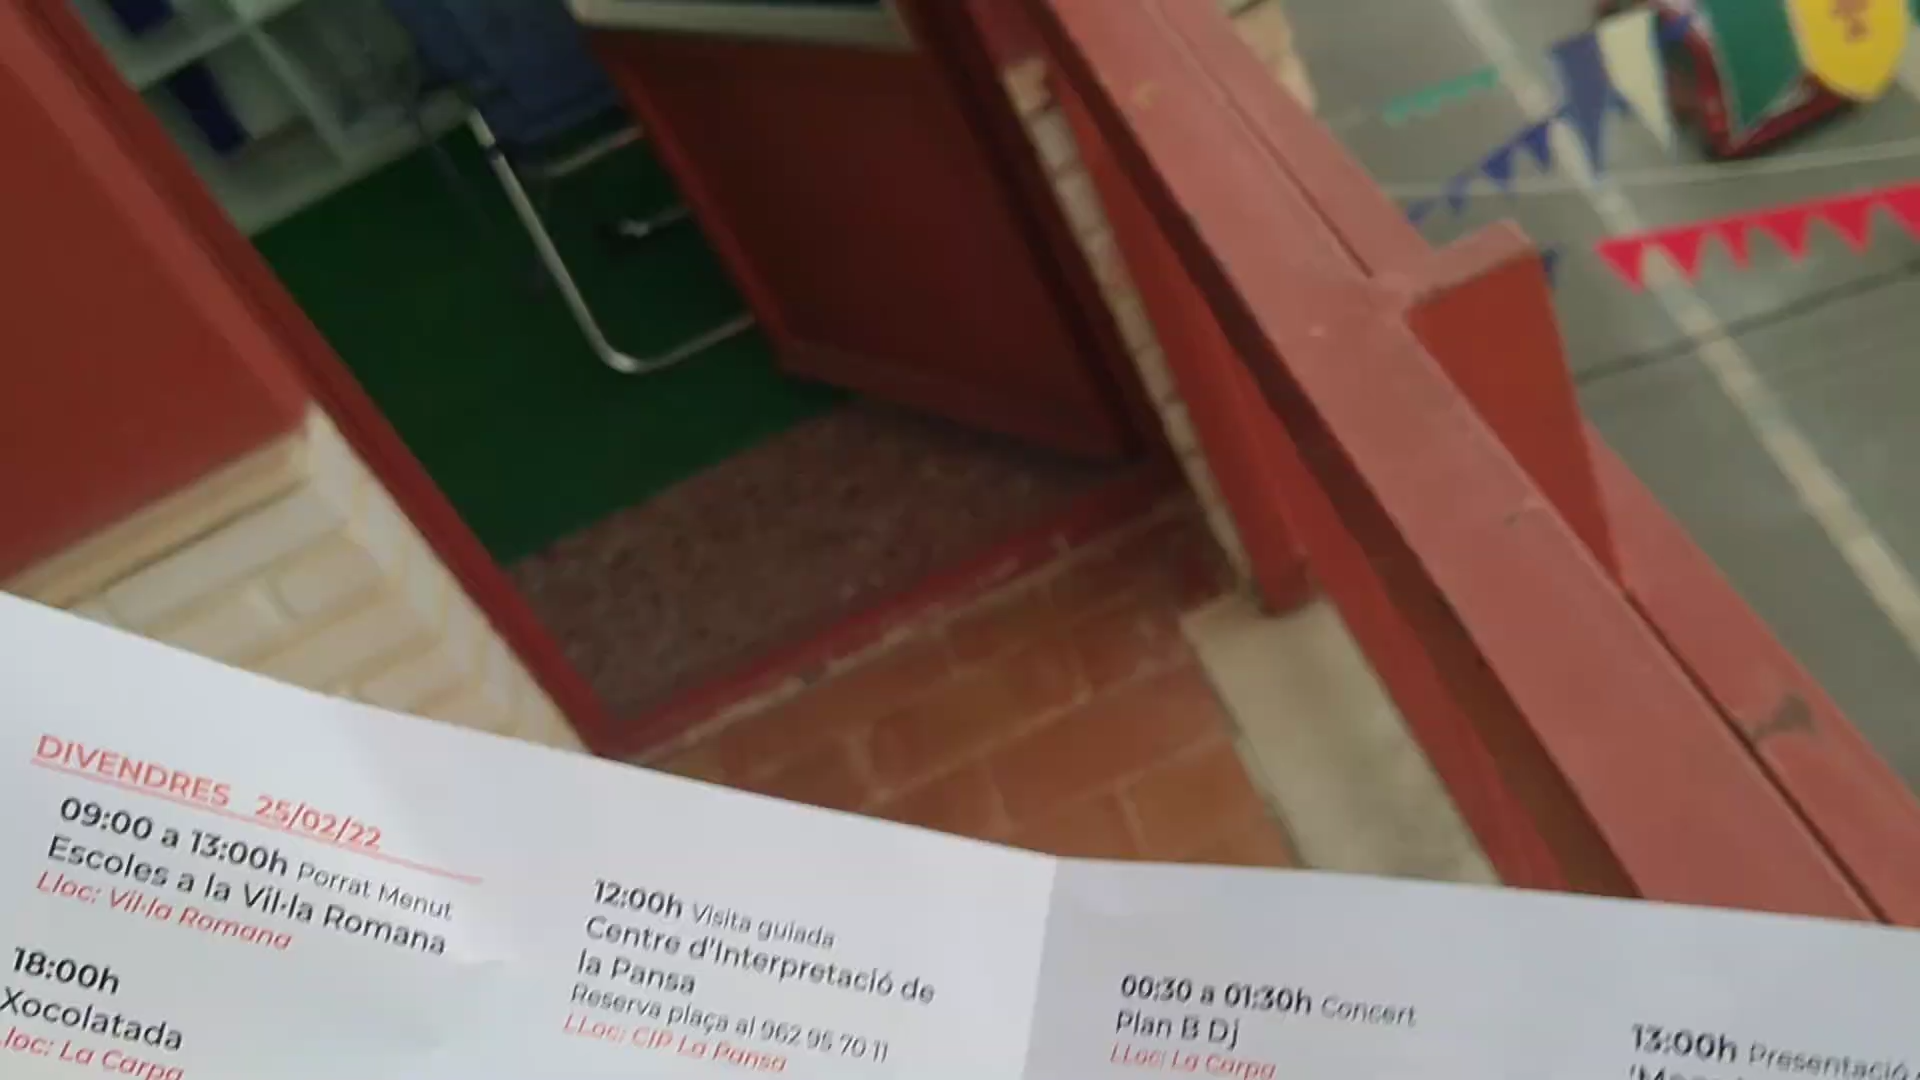 DIVENDRES 25/02/22
09:00 a 13:00h Porrat Menut
Escoles a la Vil·la Romana
Lloc: Vil·la Romana
18:00h
Xocolatada
Lloc: La Carpa
12:00h Visita guiada
Centre d'Interpretació de
la Pansa
Reserva plaça al 962 95 70 11
LLoc: CIP La Pansa
00:30 a 01:30h Concert
Plan B Dj
LLoc: La Carpa
13:00h Presentació